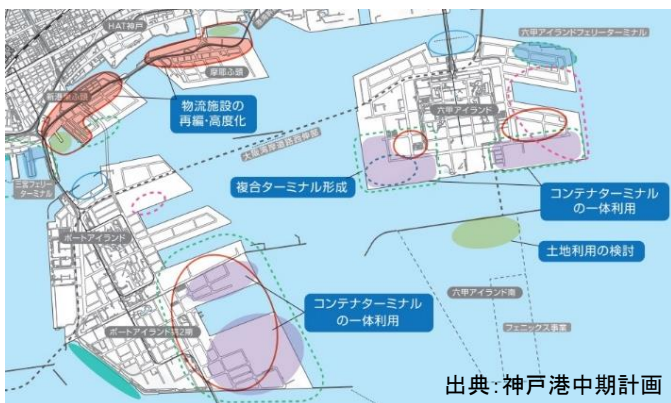 HAT神戸
摩耶ふ頭
新港東ふ頭
物流施設の
再編・高度化
六甲アイランドフェリーターミナル
六甲アイランド
大阪湾岸道路西伸部
三宮フェリー
ターミナル
複合ターミナル形成
コンテナターミナル
の一体利用
ポートアイランド
土地利用の検討
六甲アイランド南
フェニックス事業
コンテナターミナル
の一体利用
ポートアイランド第2期
出典：神戸港中期計画